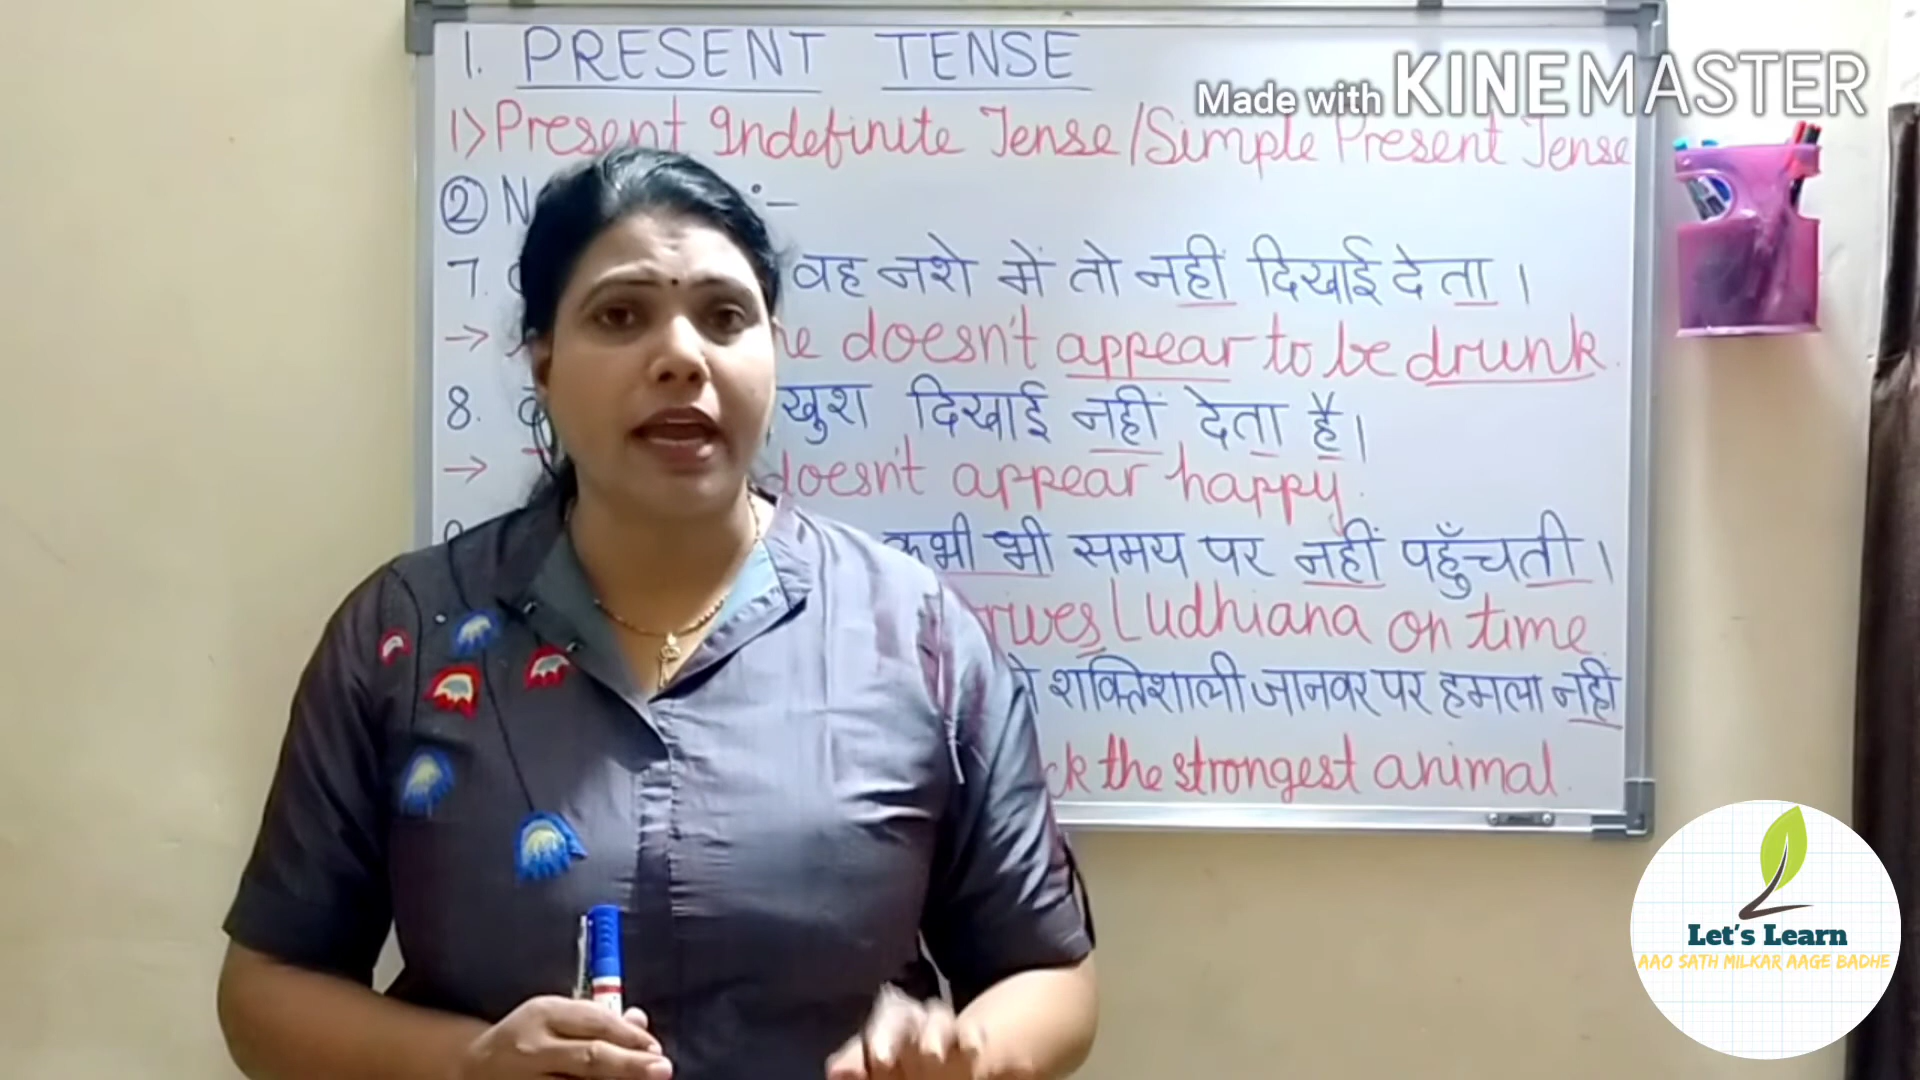 1. PRESENT TENSE
Made with KINEMASTER
1) Present Indefinite Tense / Simple Present Tense
② :-
7. वह नशे में तो नहीं दिखाई देता ।
→ doesn't appear to be drunk.
8. खुश दिखाई नहीं देता है।
→ doesn't appear happy.
कभी भी समय पर नहीं पहुँचती ।
Ludhiana on time.
शक्तिशाली जानवर पर हमला नहीं
the strongest animal.
Let's Learn
AAO SATH MILKAR AAGE BADHE